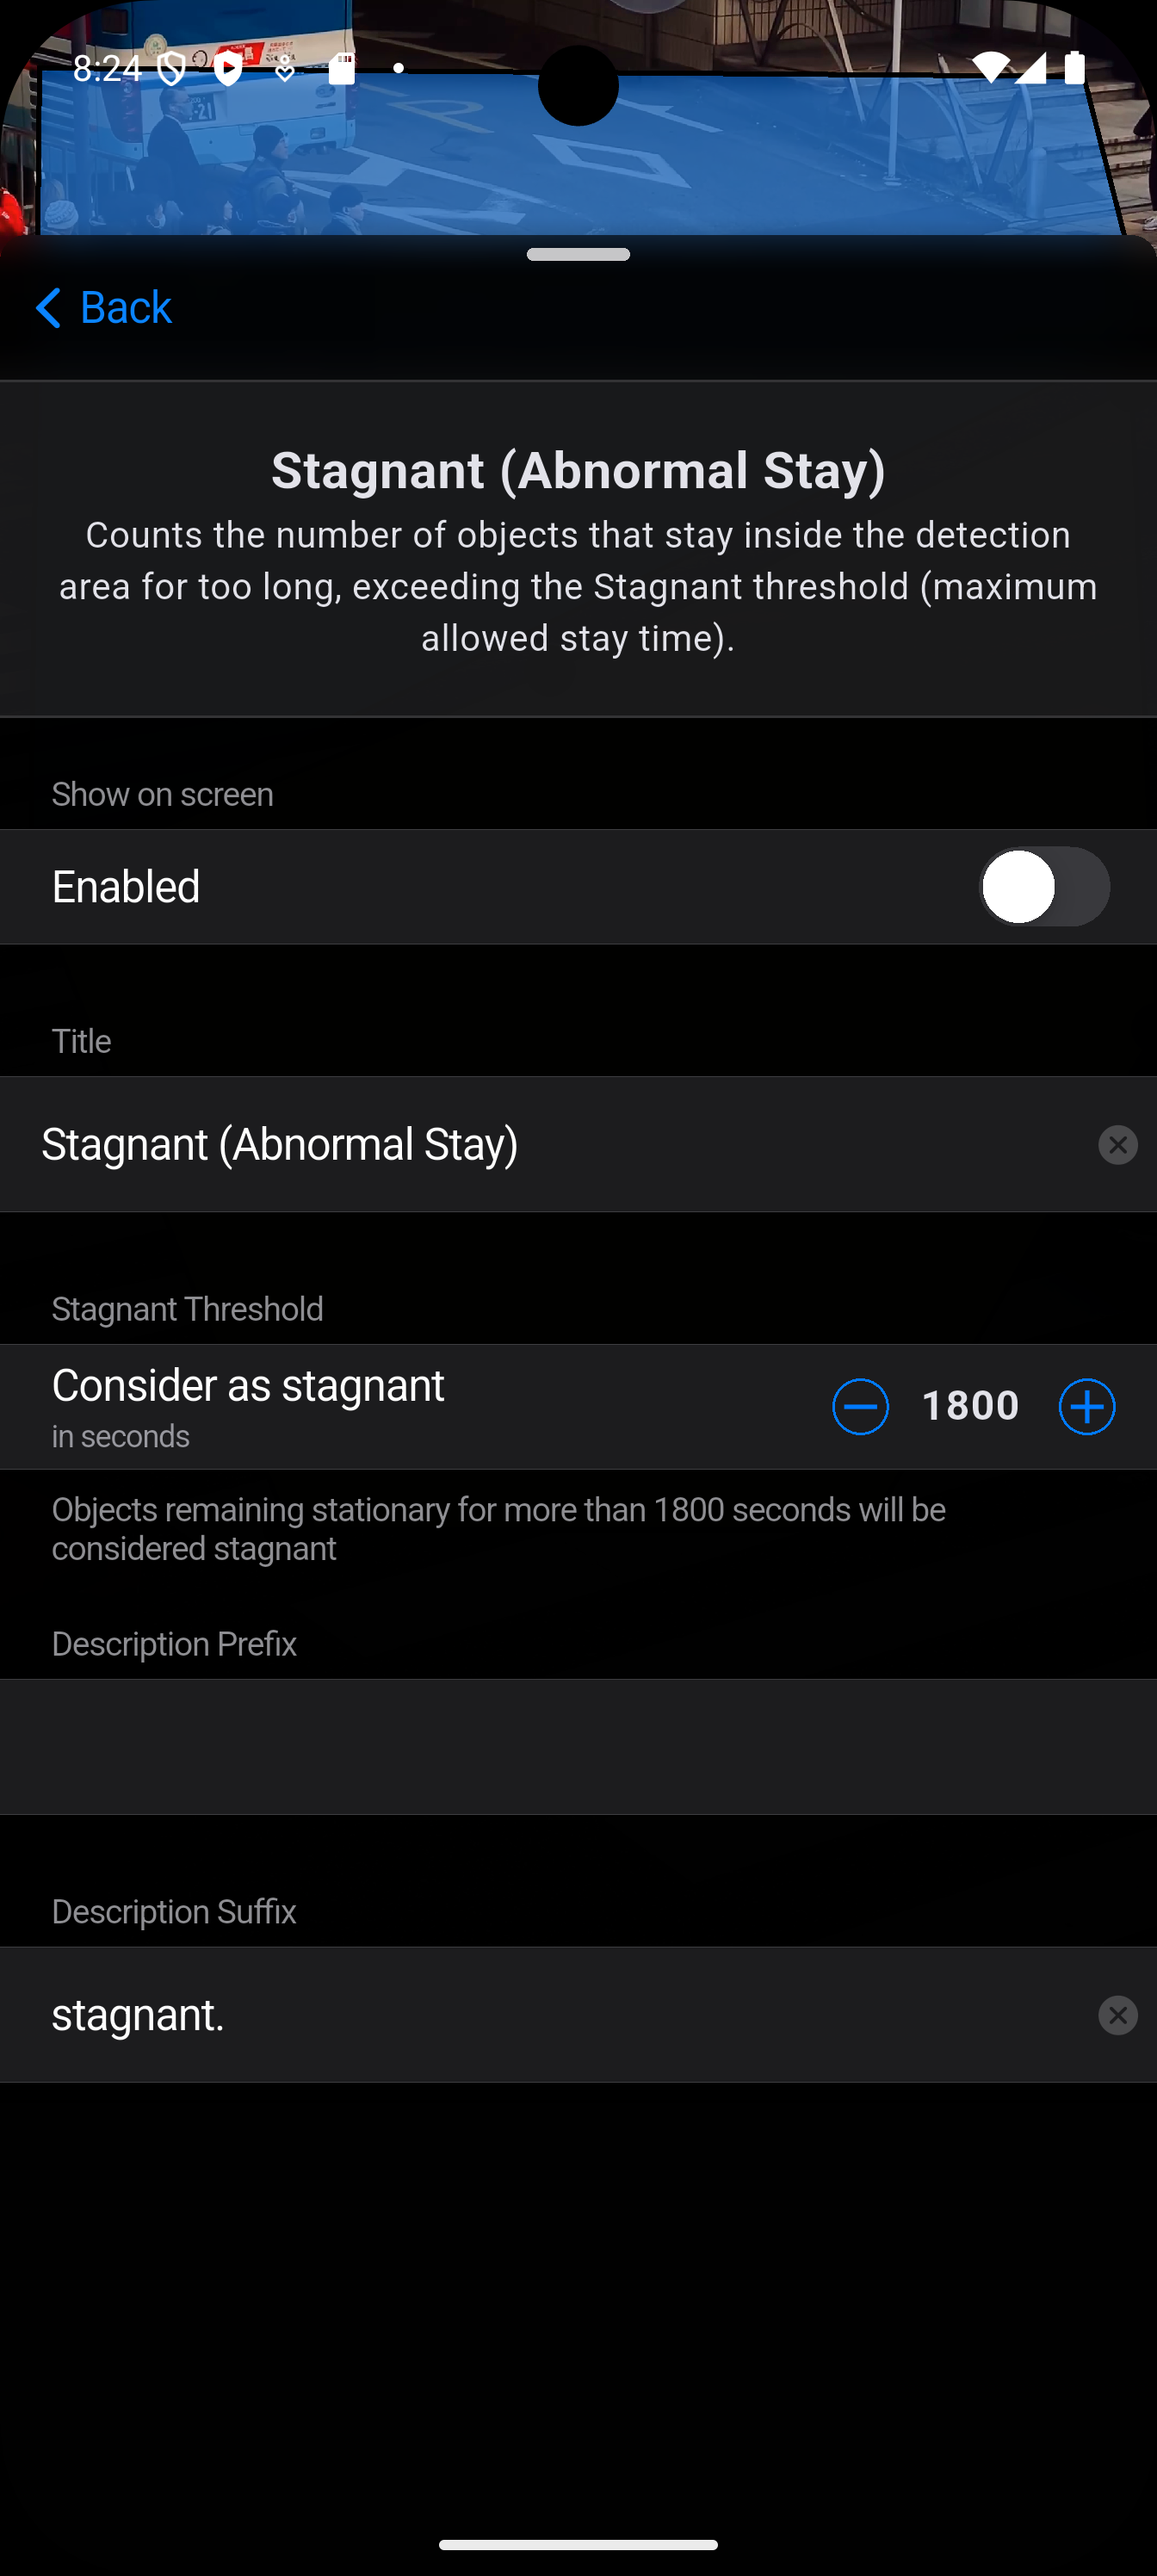 8:24
21
Back
Stagnant (Abnormal Stay)
Counts the number of objects that stay inside the detection
area for too long, exceeding the Stagnant threshold (maximum
allowed stay time).
Show on screen
Enabled
Title
Stagnant (Abnormal Stay)
Stagnant Threshold
Consider as stagnant
in seconds
1800
Objects remaining stationary for more than 1800 seconds will be
considered stagnant
Description Prefix
Description Suffix
stagnant.